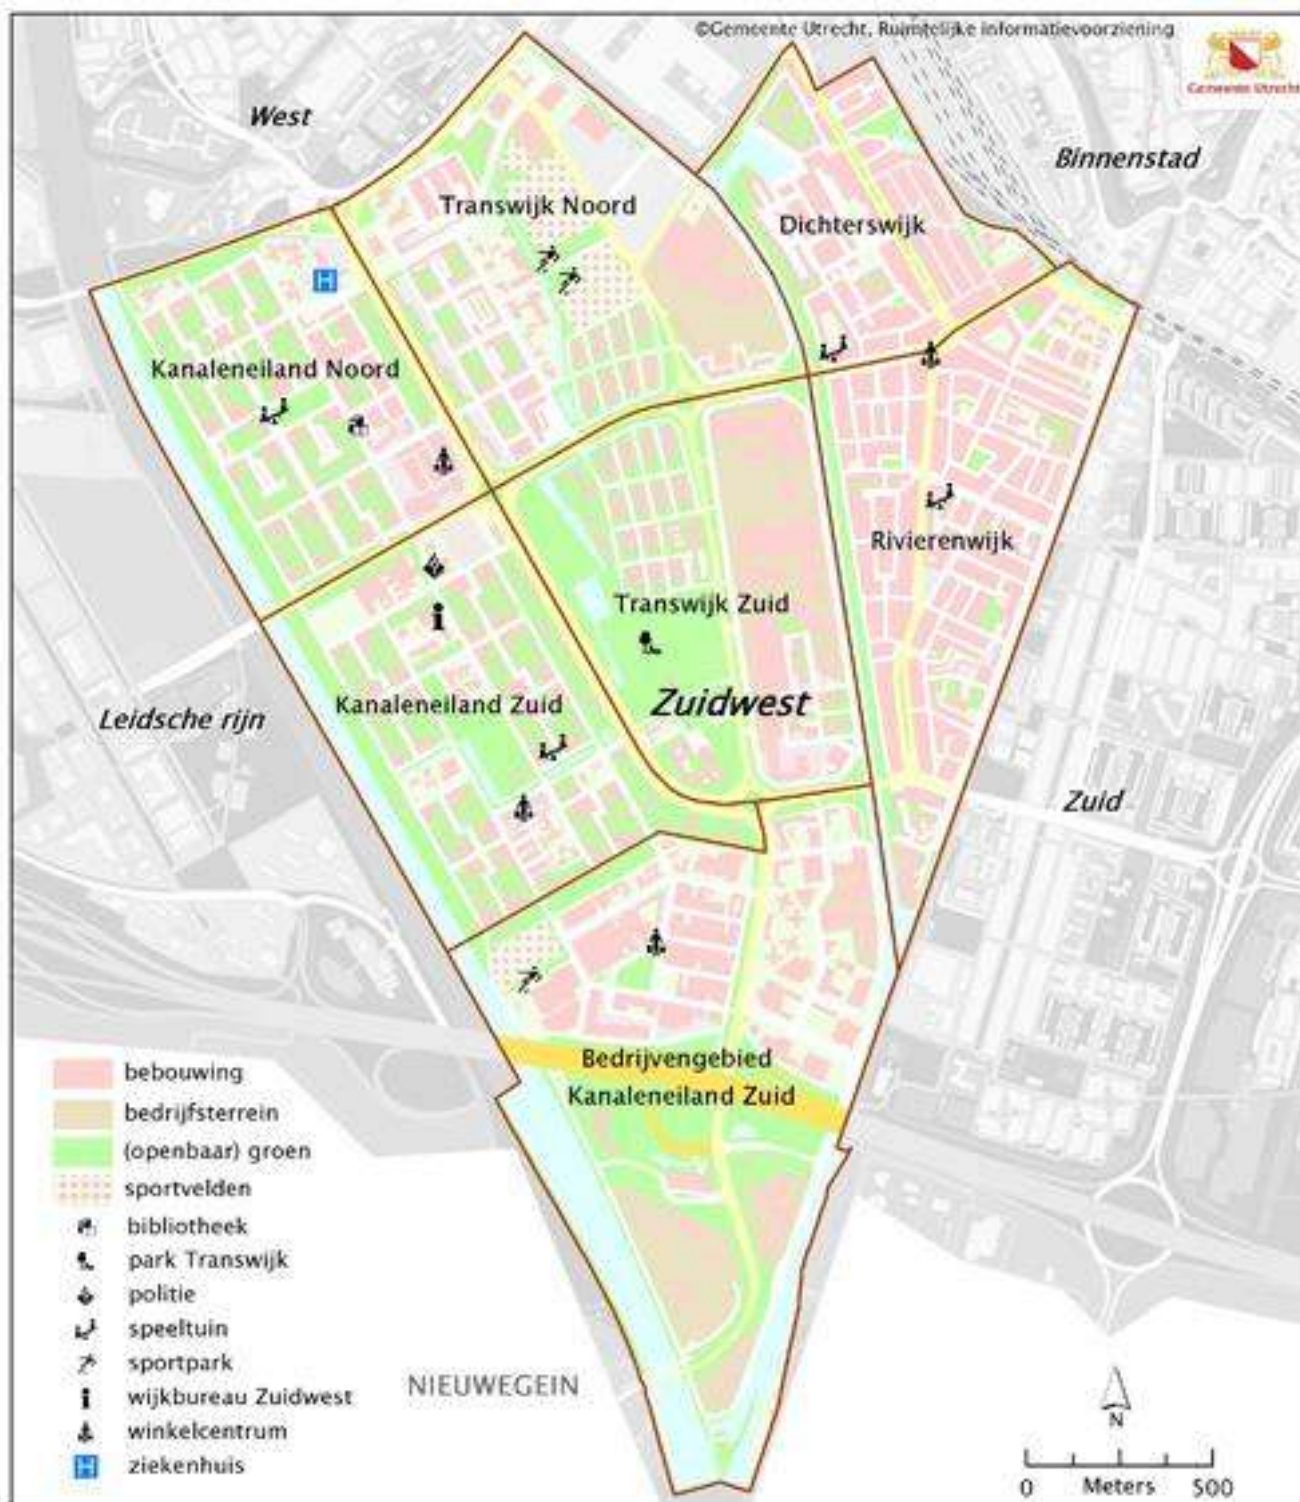 ©Gemeente Utrecht, Ruimtelijke informatievoorziening
Gemeente Utrecht
West
Binnenstad
Transwijk Noord
Dichterswijk
H
Kanaleneiland Noord
Rivierenwijk
Transwijk Zuid
Zuidwest
Kanaleneiland Zuid
Leidsche rijn
Zuid
Bedrijvengebied
Kanaleneiland Zuid
bebouwing
bedrijfsterrein
(openbaar) groen
sportvelden
bibliotheek
park Transwijk
politie
speeltuin
sportpark
wijkbureau Zuidwest
winkelcentrum
H ziekenhuis
NIEUWEGEIN
N
0 Meters 500